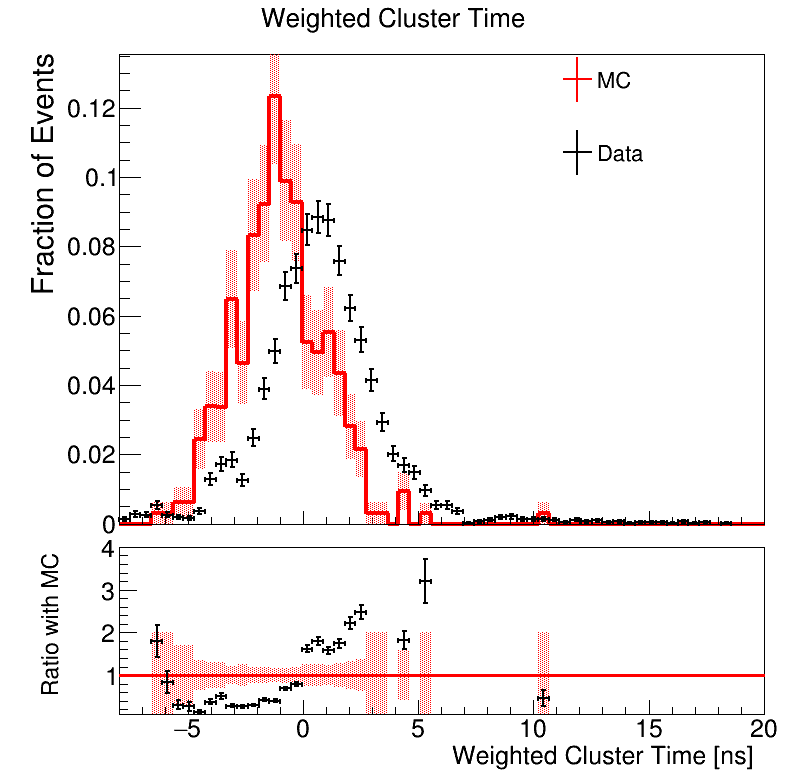 Weighted Cluster Time
Fraction of Events
MC
Data
0.12
0.1
0.08
0.06
0.04
0.02
0
Ratio with MC
4
3
2
1
−5 0 5 10 15 20
Weighted Cluster Time [ns]